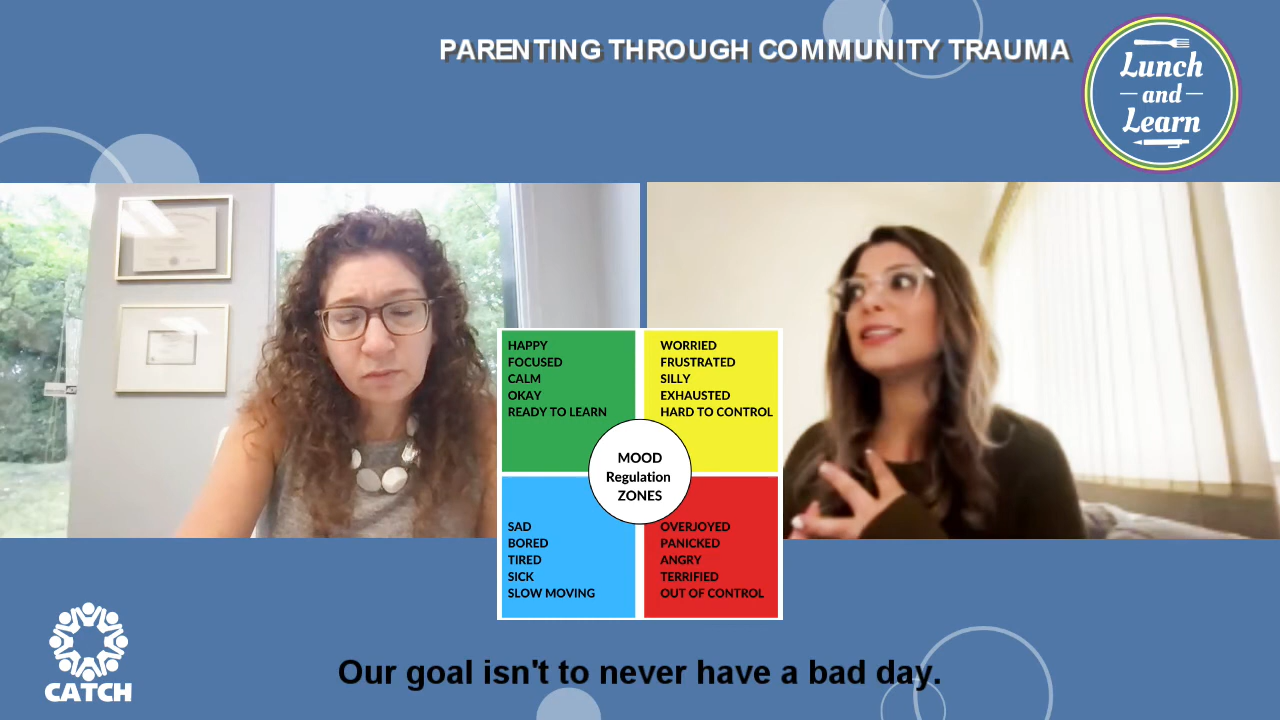 PARENTING THROUGH COMMUNITY TRAUMA
Lunch
and
Learn
HAPPY
FOCUSED
CALM
OKAY
READY TO LEARN
WORRIED
FRUSTRATED
SILLY
EXHAUSTED
HARD TO CONTROL
MOOD
Regulation
ZONES
SAD
BORED
TIRED
SICK
SLOW MOVING
OVERJOYED
PANICKED
ANGRY
TERRIFIED
OUT OF CONTROL
CATCH
Our goal isn't to never have a bad day.